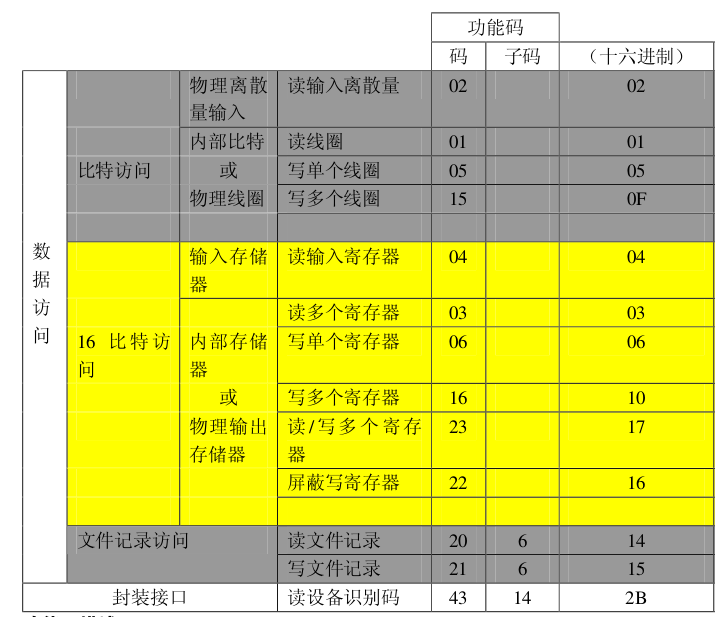 功能码
码 子码 （十六进制）
物理离散 读输入离散量 02 02
量输入
内部比特 读线圈 01 01
比特访问 或 写单个线圈 05 05
物理线圈 写多个线圈 15 0F
数 输入存储 读输入寄存器 04 04
据 器
访 读多个寄存器 03 03
问 16 比特访 内部存储 写单个寄存器 06 06
问 器
或 写多个寄存器 16 10
物理输出 读/写多个寄存 23 17
存储器 器
屏蔽写寄存器 22 16
文件记录访问 读文件记录 20 6 14
写文件记录 21 6 15
封装接口 读设备识别码 43 14 2B